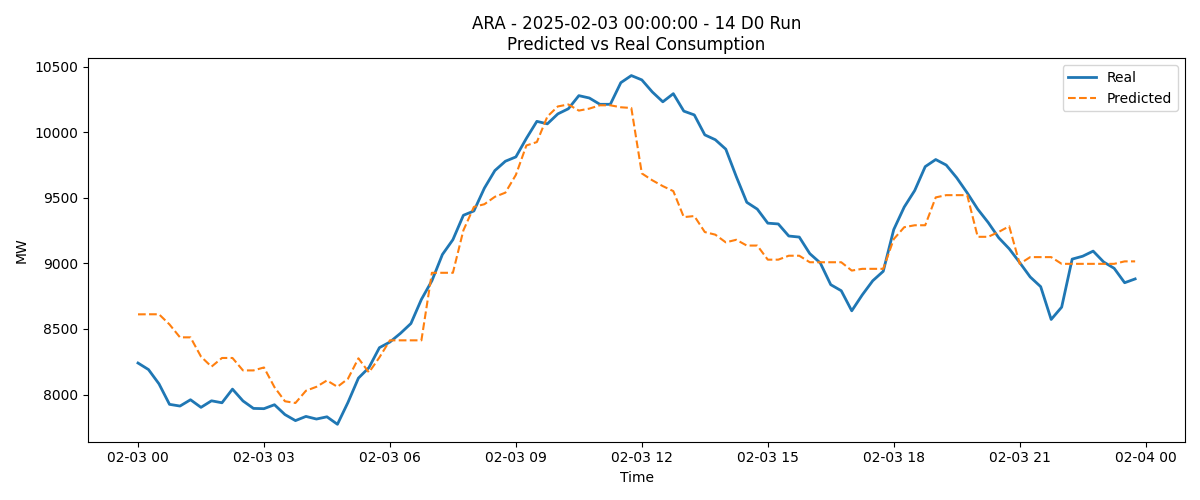 ARA - 2025-02-03 00:00:00 - 14 D0 Run
Predicted vs Real Consumption
Real
Predicted
MW
10500
10000
9500
9000
8500
8000
02-03 00
02-03 03
02-03 06
02-03 09
02-03 12
02-03 15
02-03 18
02-03 21
02-04 00
Time